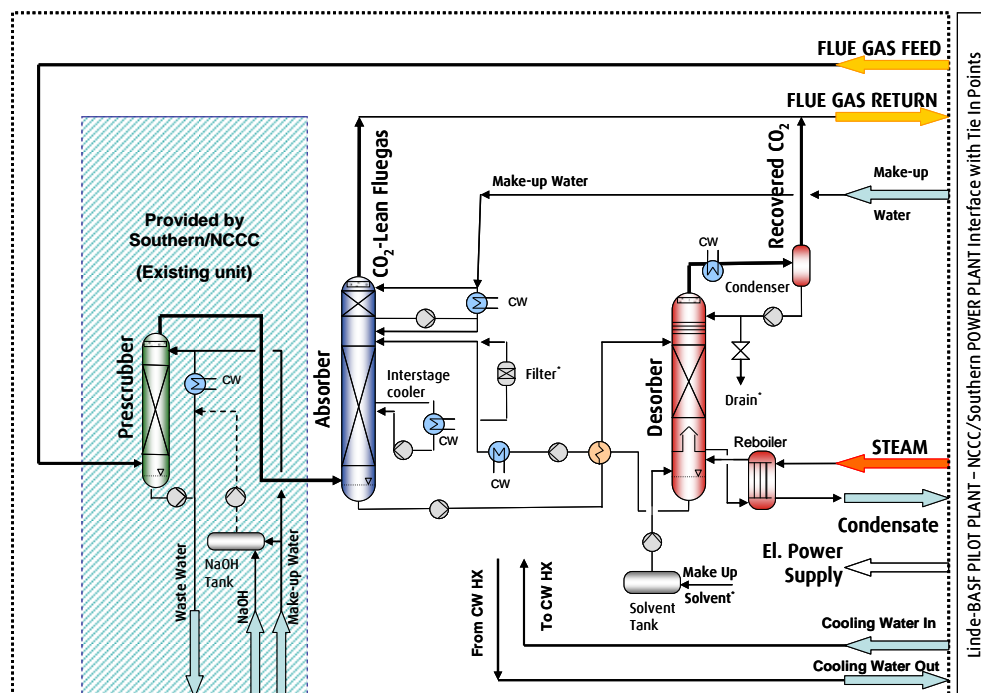 FLUE GAS FEED
FLUE GAS RETURN
CO2-Lean Fluegas
Recovered CO2
Make-up Water
Make-up
Water
Provided by
Southern/NCCC
(Existing unit)
CW
Condenser
CW
Prescrubber
Absorber
Interstage
cooler
Filter*
Desorber
Drain*
CW
CW
CW
Reboiler
STEAM
Condensate
NaOH
Tank
Waste Water
NaOH
Make-up Water
El. Power
Supply
Make Up
Solvent*
Solvent
Tank
From CW HX
To CW HX
Cooling Water In
Cooling Water Out
Linde-BASF PILOT PLANT – NCCC/Southern POWER PLANT Interface with Tie In Points